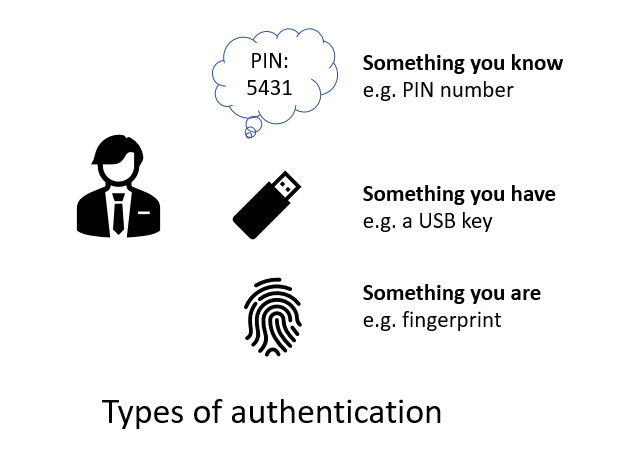 PIN:
5431
Something you know
e.g. PIN number
Something you have
e.g. a USB key
Something you are
e.g. fingerprint
Types of authentication